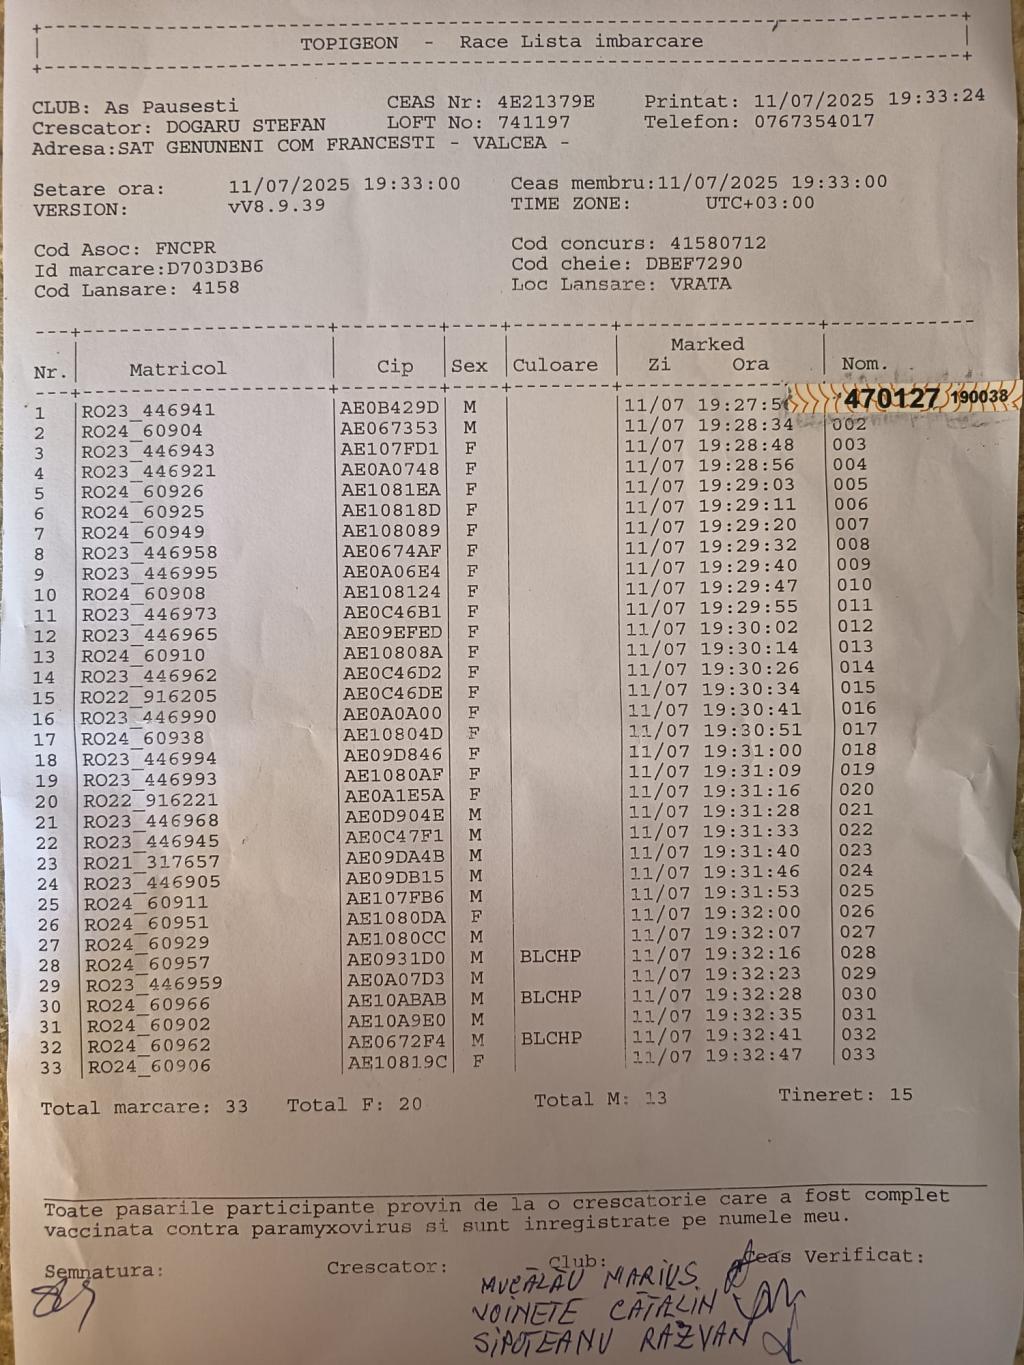 TOPIGEON - Race Lista imbarcare
CLUB: As Pausesti CEAS Nr: 4E21379E Printat: 11/07/2025 19:33:24
Crescator: DOGARU STEFAN LOFT No: 741197 Telefon: 0767354017
Adresa:SAT GENUNENI COM FRANCESTI - VALCEA -
Setare ora: 11/07/2025 19:33:00 Ceas membru:11/07/2025 19:33:00
VERSION: vV8.9.39 TIME ZONE: UTC+03:00
Cod Asoc: FNCPR Cod concurs: 41580712
Id marcare:D703D3B6 Cod cheie: DBEF7290
Cod Lansare: 4158 Loc Lansare: VRATA
Marked
Nr. Matricol Cip Sex Culoare Zi Ora Nom.
470127 190038
1 RO23_446941 AE0B429D M 11/07
2 RO24_60904 AE067353 M 11/07 19:28:34 002
3 RO23_446943 AE107FD1 F 11/07 19:28:48 003
4 RO23_446921 AE0A0748 F 11/07 19:28:56 004
5 RO24_60926 AE1081EA F 11/07 19:29:03 005
6 RO24_60925 AE10818D F 11/07 19:29:11 006
7 RO24_60949 AE108089 F 11/07 19:29:20 007
8 RO23_446958 AE0674AF F 11/07 19:29:32 008
9 RO23_446995 AE0A06E4 F 11/07 19:29:40 009
10 RO24_60908 AE108124 F 11/07 19:29:47 010
11 RO23_446973 AE0C46B1 F 11/07 19:29:55 011
12 RO23_446965 AE09EFED F 11/07 19:30:02 012
13 RO24_60910 AE10808A F 11/07 19:30:14 013
14 RO23_446962 AE0C46D2 F 11/07 19:30:26 014
15 RO22_916205 AE0C46DE F 11/07 19:30:34 015
16 RO23_446990 AE0A0A00 F 11/07 19:30:41 016
17 RO24_60938 AE10804D F 11/07 19:30:51 017
18 RO23_446994 AE09D846 F 11/07 19:31:00 018
19 RO23_446993 AE1080AF F 11/07 19:31:09 019
20 RO22_916221 AE0A1E5A F 11/07 19:31:16 020
21 RO23_446968 AE0D904E M 11/07 19:31:28 021
22 RO23_446945 AE0C47F1 M 11/07 19:31:33 022
23 RO21_317657 AE09DA4B M 11/07 19:31:40 023
24 RO23_446905 AE09DB15 M 11/07 19:31:46 024
25 RO24_60911 AE107FB6 M 11/07 19:31:53 025
26 RO24_60951 AE1080DA F 11/07 19:32:00 026
27 RO24_60929 AE1080CC M 11/07 19:32:07 027
28 RO24_60957 AE0931D0 M BLCHP 11/07 19:32:16 028
29 RO23_446959 AE0A07D3 M 11/07 19:32:23 029
30 RO24_60966 AE10ABAB M BLCHP 11/07 19:32:28 030
31 RO24_60902 AE10A9E0 M 11/07 19:32:35 031
32 RO24_60962 AE0672F4 M BLCHP 11/07 19:32:41 032
33 RO24_60906 AE10819C F 11/07 19:32:47 033
Total marcare: 33 Total F: 20 Total M: 13 Tineret: 15
Toate pasarile participante provin de la o crescatorie care a fost complet
vaccinata contra paramyxovirus si sunt inregistrate pe numele meu.
Semnatura: Crescator: Club: Ceas Verificat:
MUCĂLĂU MARIUS
VOINETE CĂTĂLIN
SIPOTEANU RAZVAN